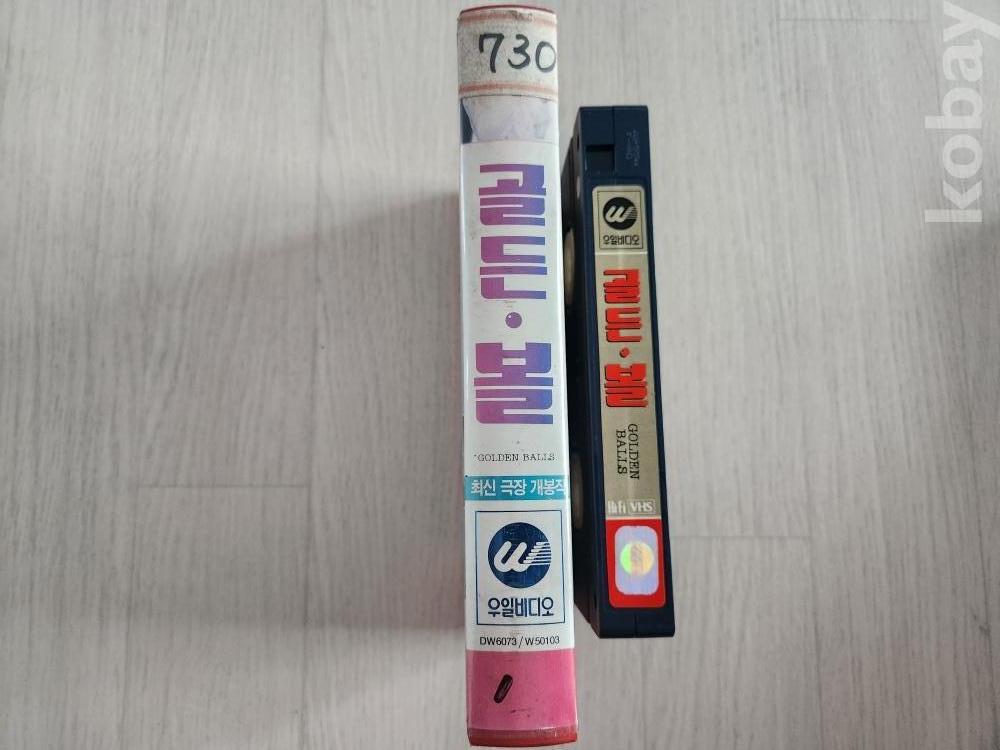 730
골든·볼
GOLDEN BALLS
최신 극장 개봉작
W
우일비디오
DW6073/W50103
W
우일비디오
골든·볼
GOLDEN
BALLS
HiFi VHS
kobay